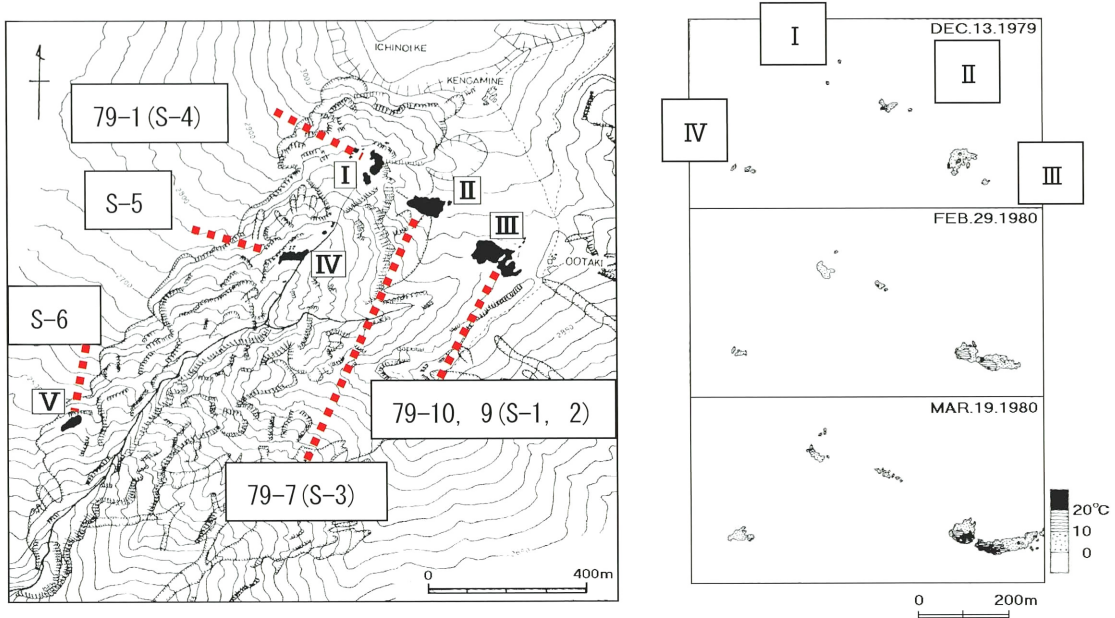 ICHINOIKE
KENGAMINE
79-1(S-4)
I
II
S-5
III
IV
OOTAKI
S-6
V
79-10, 9(S-1, 2)
79-7(S-3)
0 400m
I
DEC.13.1979
II
IV
III
FEB.29.1980
MAR.19.1980
20°C
10
0
0 200m